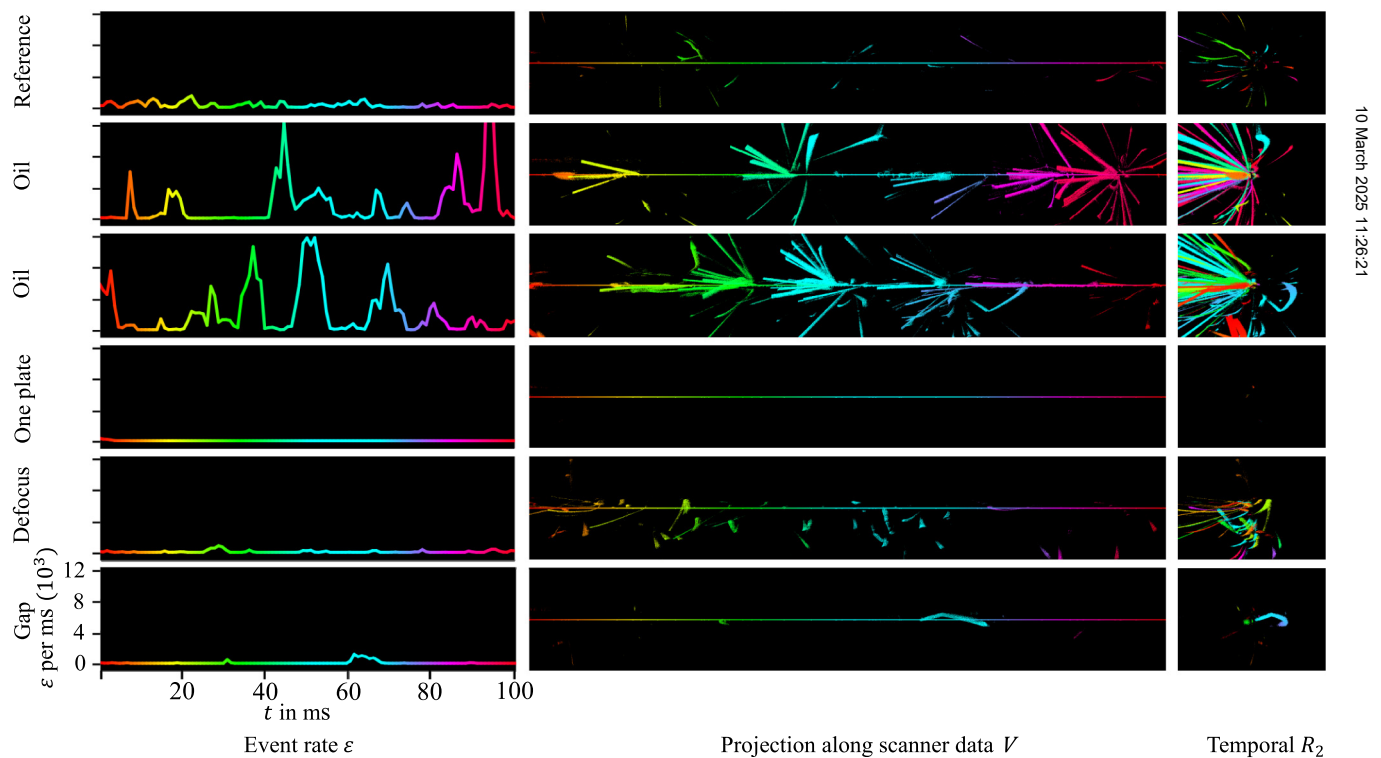 Reference
Oil
Oil
One plate
Defocus
Gap
ε per ms (10³)
12
8
4
0
20 40 60 80 100
t in ms
Event rate ε
Projection along scanner data V
Temporal R₂
10 March 2025 11:26:21